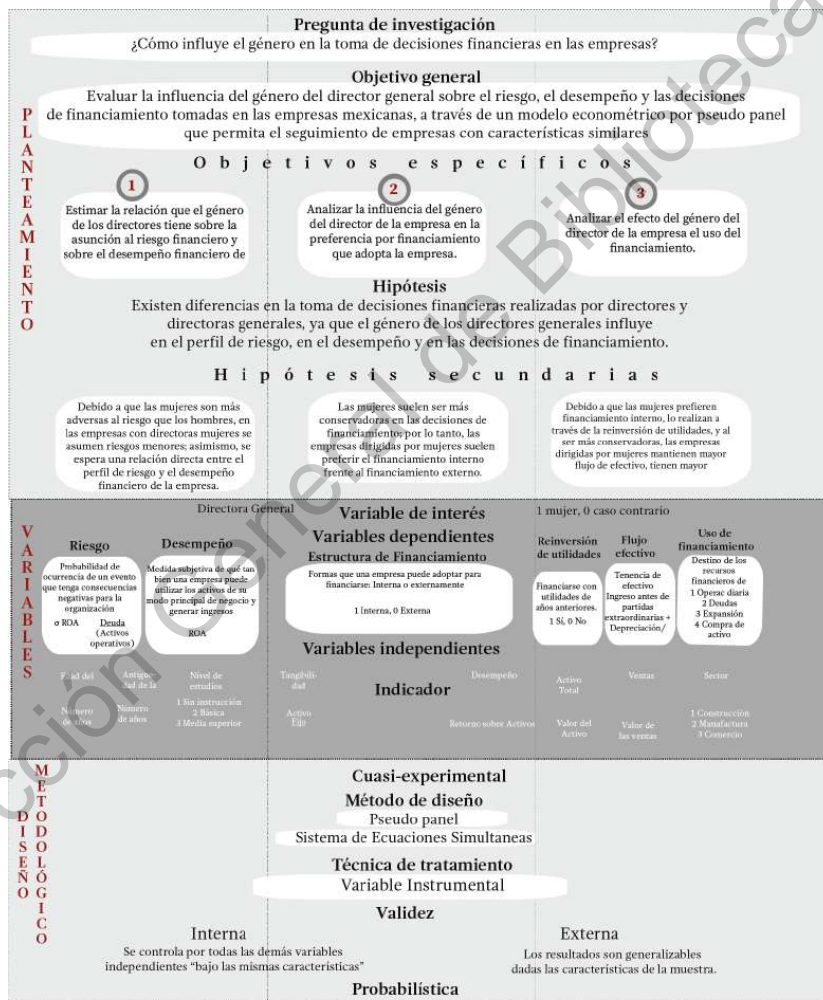 Pregunta de investigación
¿Cómo influye el género en la toma de decisiones financieras en las empresas?
PLANTEAMIENTO
Objetivo general
Evaluar la influencia del género del director general sobre el riesgo, el desempeño y las decisiones
de financiamiento tomadas en las empresas mexicanas, a través de un modelo econométrico por pseudo panel
que permita el seguimiento de empresas con características similares
Objetivos específicos
1
Estimar la relación que el género
de los directores tiene sobre la
asunción al riesgo financiero y
sobre el desempeño financiero de
2
Analizar la influencia del género
del director de la empresa en la
preferencia por financiamiento
que adopta la empresa.
3
Analizar el efecto del género del
director de la empresa el uso del
financiamiento.
Hipótesis
Existen diferencias en la toma de decisiones financieras realizadas por directores y
directoras generales, ya que el género de los directores generales influye
en el perfil de riesgo, en el desempeño y en las decisiones de financiamiento.
Hipótesis secundarias
Debido a que las mujeres son más
adversas al riesgo que los hombres, en
las empresas con directoras mujeres se
asumen riesgos menores; asimismo, se
espera una relación directa entre el
perfil de riesgo y el desempeño
financiero de la empresa.
Las mujeres suelen ser más
conservadoras en las decisiones de
financiamiento por lo tanto, las
empresas dirigidas por mujeres suelen
preferir el financiamiento interno
frente al financiamiento externo.
Debido a que las mujeres prefieren
financiamiento interno, lo realizan a
través de la reinversión de utilidades, y al
ser más conservadoras, las empresas
dirigidas por mujeres mantienen mayor
flujo de efectivo, tienen mayor
VARIABLES
Directora General
Variable de interés
1 mujer, 0 caso contrario
Variables dependientes
Riesgo
Probabilidad de
ocurrencia de un evento
que tenga consecuencias
negativas para la
organización
σ ROA
Deuda
(Activos
operativos)
Desempeño
Medida subjetiva de qué tan
bien una empresa puede
utilizar los activos de su
modo principal de negocio y
generar ingresos
ROA
Estructura de Financiamiento
Formas que una empresa puede adoptar para
financiarse: Interna o externamente
1 Interna, 0 Externa
Reinversión
de utilidades
Financiarse con
utilidades de
años anteriores.
1 Sí, 0 No
Flujo
efectivo
Tenencia de
efectivo
Ingreso antes de
partidas
extraordinarias +
Depreciación/
Uso de
financiamiento
Destino de los
recursos
financieros de
1 Operac diaria
2 Deudas
3 Expansión
4 Compra de
activo
Variables independientes
Edad del
Antigüe-
dad de la
Nivel de
estudios
Tangibili-
dad
Desempeño
Activo
Total
Ventas
Sector
Indicador
Número
de años
Número
de años
1 Sin instrucción
2 Básica
3 Media superior
Activo
Fijo
Retorno sobre Activos
Valor del
Activo
Valor de
las ventas
1 Construcción
2 Manufactura
3 Comercio
DISEÑO
METODOLÓGICO
Cuasi-experimental
Método de diseño
Pseudo panel
Sistema de Ecuaciones Simultaneas
Técnica de tratamiento
Variable Instrumental
Validez
Interna
Se controla por todas las demás variables
independientes “bajo las mismas características”
Externa
Los resultados son generalizables
dadas las características de la muestra.
Probabilística
cción General de Biblioteca